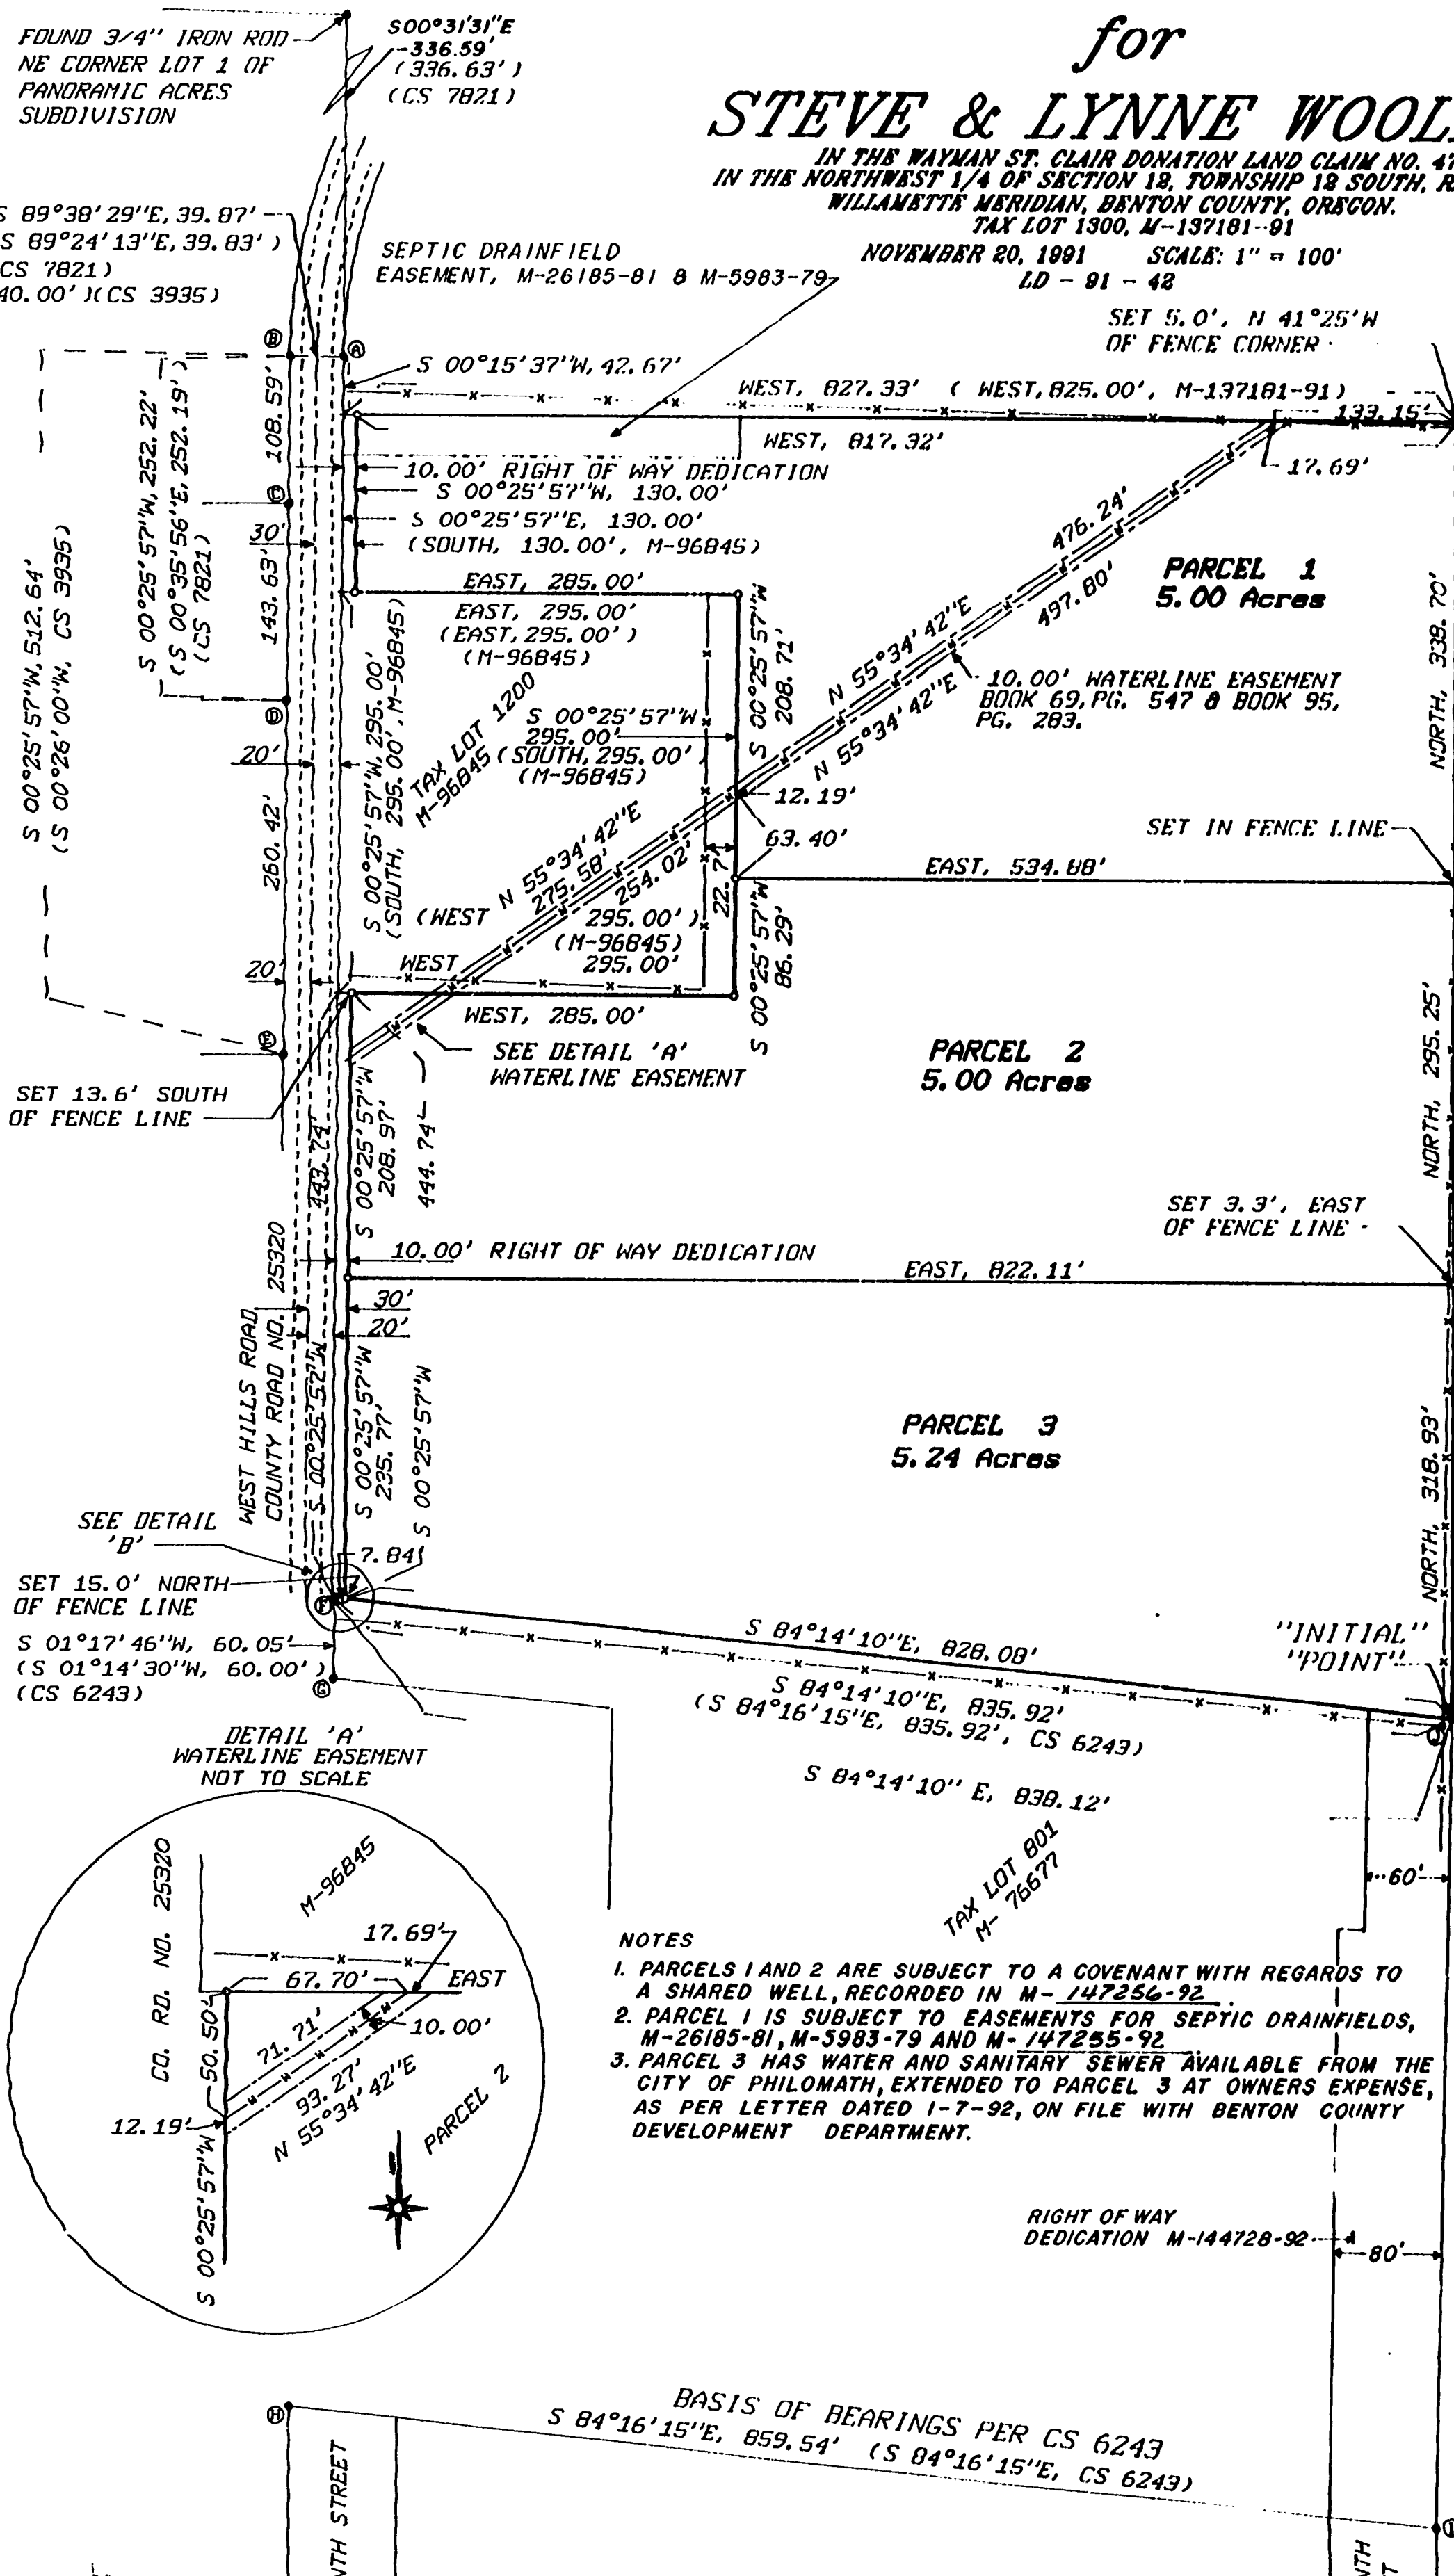 for
STEVE & LYNNE WOOL
IN THE WAYMAN ST. CLAIR DONATION LAND CLAIM NO. 47
IN THE NORTHWEST 1/4 OF SECTION 12, TOWNSHIP 12 SOUTH, R
WILLAMETTE MERIDIAN, BENTON COUNTY, OREGON.
TAX LOT 1300, M-137181-91
NOVEMBER 20, 1991 SCALE: 1" = 100'
LD - 91 - 42
FOUND 3/4" IRON ROD
NE CORNER LOT 1 OF
PANORAMIC ACRES
SUBDIVISION
S00°31'31"E
336.59'
(336.63')
(CS 7821)
S 89°38'29"E, 39.87'
S 89°24'13"E, 39.83')
CS 7821)
40.00')(CS 3935)
SEPTIC DRAINFIELD
EASEMENT, M-26185-81 & M-5983-79
SET 5.0', N 41°25'W
OF FENCE CORNER
B
A
S 00°15'37"W, 42.67'
WEST, 827.33' (WEST, 825.00', M-137181-91)
133.15'
WEST, 817.32'
17.69'
108.59'
C
10.00' RIGHT OF WAY DEDICATION
S 00°25'57"W, 130.00'
S 00°25'57"E, 130.00'
(SOUTH, 130.00', M-96845)
30'
S 00°25'57"W, 252.22'
(S 00°35'56"E, 252.19')
(CS 7821)
S 00°25'57"W, 512.64'
(S 00°26'00"W, CS 3935)
143.63'
D
20'
260.42'
20'
E
EAST, 285.00'
EAST, 295.00'
(EAST, 295.00')
(M-96845)
TAX LOT 1200
M-96845
S 00°25'57"W
295.00'
(SOUTH, 295.00')
(M-96845)
S 00°25'57"W, 295.00'
(SOUTH, 295.00', M-96845)
S 00°25'57"W
208.71'
476.24'
497.80'
N 55°34'42"E
N 55°34'42"E
PARCEL 1
5.00 Acres
NORTH, 338.70'
10.00' WATERLINE EASEMENT
BOOK 69, PG. 547 & BOOK 95,
PG. 283.
12.19'
63.40'
SET IN FENCE LINE
EAST, 534.88'
N 55°34'42"E
275.58'
254.02'
22.7'
(WEST 295.00')
(M-96845)
WEST 295.00'
S 00°25'57"W
86.29'
WEST, 285.00'
SEE DETAIL 'A'
WATERLINE EASEMENT
PARCEL 2
5.00 Acres
NORTH, 295.25'
SET 13.6' SOUTH
OF FENCE LINE
443.74'
S 00°25'57"W
208.97'
444.74'
SET 3.3', EAST
OF FENCE LINE
10.00' RIGHT OF WAY DEDICATION
EAST, 822.11'
30'
20'
WEST HILLS ROAD
COUNTY ROAD NO. 25320
S 00°25'52"W
S 00°25'57"W
235.77'
S 00°25'57"W
PARCEL 3
5.24 Acres
NORTH, 318.93'
SEE DETAIL
'B'
7.84'
SET 15.0' NORTH
OF FENCE LINE
F
S 01°17'46"W, 60.05'
(S 01°14'30"W, 60.00')
(CS 6243)
G
S 84°14'10"E, 828.08'
S 84°14'10"E, 835.92'
(S 84°16'15"E, 835.92', CS 6243)
S 84°14'10" E, 838.12'
"INITIAL"
"POINT"
TAX LOT 801
M- 76677
60'
DETAIL 'A'
WATERLINE EASEMENT
NOT TO SCALE
CO. RD. NO. 25320
M-96845
17.69'
67.70'
EAST
71.71'
10.00'
50.50'
93.27'
N 55°34'42"E
12.19'
S 00°25'57"W
PARCEL 2
NOTES
1. PARCELS 1 AND 2 ARE SUBJECT TO A COVENANT WITH REGARDS TO
A SHARED WELL, RECORDED IN M- 147256-92.
2. PARCEL 1 IS SUBJECT TO EASEMENTS FOR SEPTIC DRAINFIELDS,
M-26185-81, M-5983-79 AND M- 147255-92
3. PARCEL 3 HAS WATER AND SANITARY SEWER AVAILABLE FROM THE
CITY OF PHILOMATH, EXTENDED TO PARCEL 3 AT OWNERS EXPENSE,
AS PER LETTER DATED 1-7-92, ON FILE WITH BENTON COUNTY
DEVELOPMENT DEPARTMENT.
RIGHT OF WAY
DEDICATION M-144728-92
80'
H
BASIS OF BEARINGS PER CS 6243
S 84°16'15"E, 859.54' (S 84°16'15"E, CS 6243)
NTH STREET
NTH